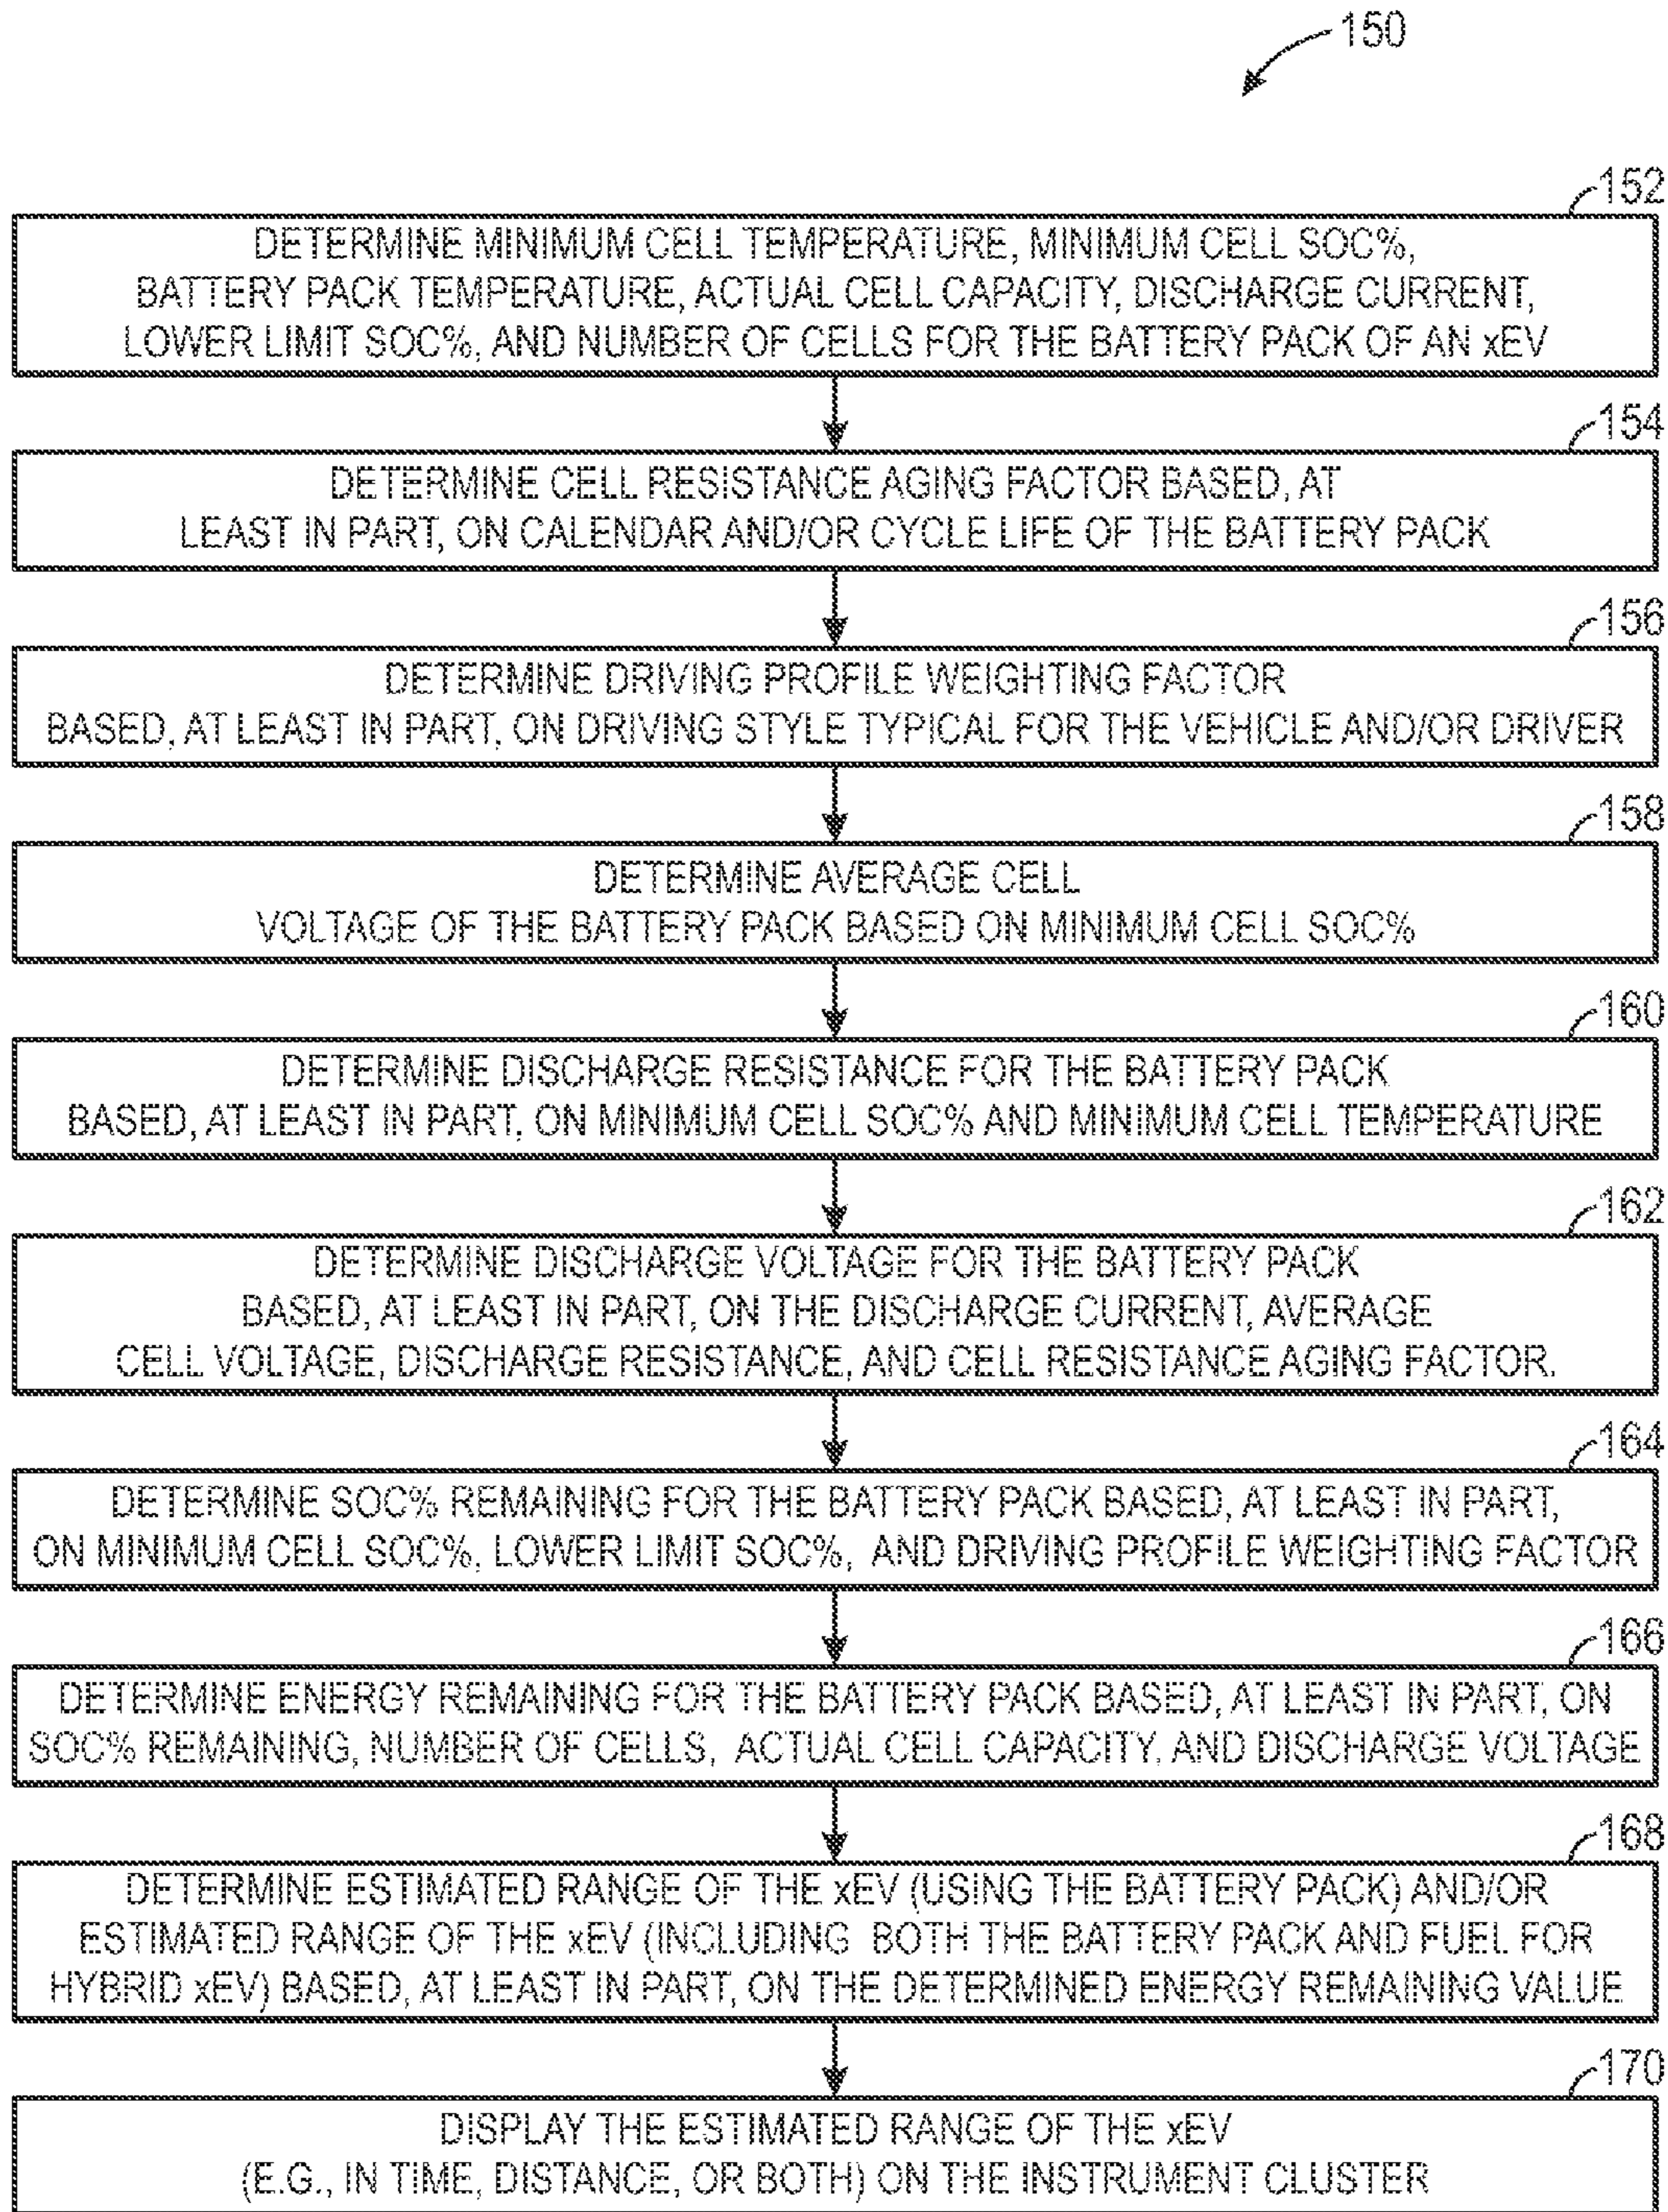 150
152
DETERMINE MINIMUM CELL TEMPERATURE, MINIMUM CELL SOC%,
BATTERY PACK TEMPERATURE, ACTUAL CELL CAPACITY, DISCHARGE CURRENT,
LOWER LIMIT SOC%, AND NUMBER OF CELLS FOR THE BATTERY PACK OF AN xEV
154
DETERMINE CELL RESISTANCE AGING FACTOR BASED, AT
LEAST IN PART, ON CALENDAR AND/OR CYCLE LIFE OF THE BATTERY PACK
156
DETERMINE DRIVING PROFILE WEIGHTING FACTOR
BASED, AT LEAST IN PART, ON DRIVING STYLE TYPICAL FOR THE VEHICLE AND/OR DRIVER
158
DETERMINE AVERAGE CELL
VOLTAGE OF THE BATTERY PACK BASED ON MINIMUM CELL SOC%
160
DETERMINE DISCHARGE RESISTANCE FOR THE BATTERY PACK
BASED, AT LEAST IN PART, ON MINIMUM CELL SOC% AND MINIMUM CELL TEMPERATURE
162
DETERMINE DISCHARGE VOLTAGE FOR THE BATTERY PACK
BASED, AT LEAST IN PART, ON THE DISCHARGE CURRENT, AVERAGE
CELL VOLTAGE, DISCHARGE RESISTANCE, AND CELL RESISTANCE AGING FACTOR.
164
DETERMINE SOC% REMAINING FOR THE BATTERY PACK BASED, AT LEAST IN PART,
ON MINIMUM CELL SOC%, LOWER LIMIT SOC%, AND DRIVING PROFILE WEIGHTING FACTOR
166
DETERMINE ENERGY REMAINING FOR THE BATTERY PACK BASED, AT LEAST IN PART, ON
SOC% REMAINING, NUMBER OF CELLS, ACTUAL CELL CAPACITY, AND DISCHARGE VOLTAGE
168
DETERMINE ESTIMATED RANGE OF THE xEV (USING THE BATTERY PACK) AND/OR
ESTIMATED RANGE OF THE xEV (INCLUDING BOTH THE BATTERY PACK AND FUEL FOR
HYBRID xEV) BASED, AT LEAST IN PART, ON THE DETERMINED ENERGY REMAINING VALUE
170
DISPLAY THE ESTIMATED RANGE OF THE xEV
(E.G., IN TIME, DISTANCE, OR BOTH) ON THE INSTRUMENT CLUSTER